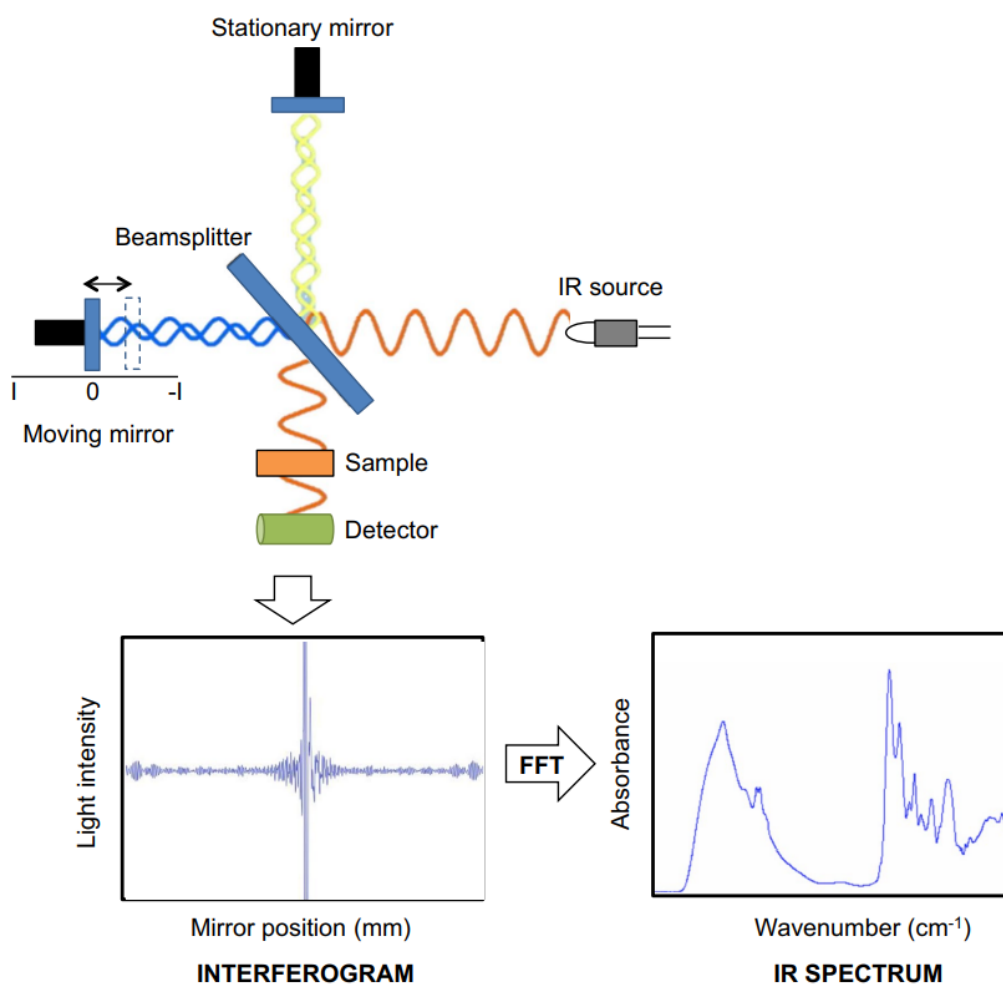 Stationary mirror
Beamsplitter
IR source
l 0 -l
Moving mirror
Sample
Detector
Light intensity
FFT
Absorbance
Mirror position (mm)
Wavenumber (cm⁻¹)
INTERFEROGRAM
IR SPECTRUM